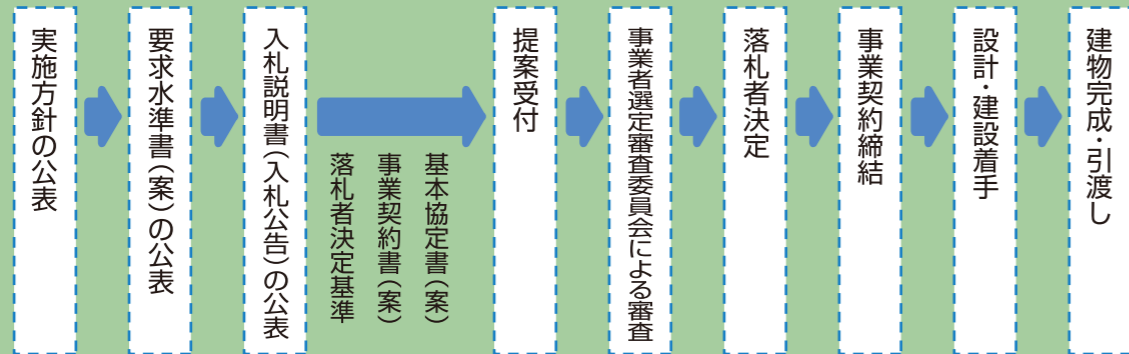 実施方針の公表
要求水準書(案)の公表
入札説明書(入札公告)の公表
基本協定書(案)
事業契約書(案)
落札者決定基準
提案受付
事業者選定審査委員会による審査
落札者決定
事業契約締結
設計・建設着手
建物完成・引渡し